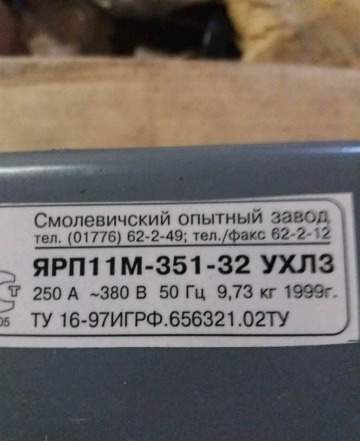 Смолевичский опытный завод
тел. (01776) 62-2-49; тел./факс 62-2-12
ЯРП11М-351-32 УХЛ3
250 А ~380 В 50 Гц 9,73 кг 1999г.
Т
05
ТУ 16-97ИГРФ.656321.02ТУ